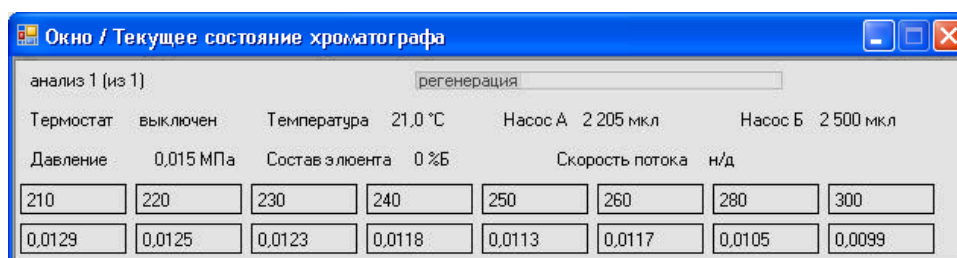 Окно / Текущее состояние хроматографа
анализ 1 (из 1) регенерация
Термостат выключен Температура 21,0 °C Насос А 2 205 мкл Насос Б 2 500 мкл
Давление 0,015 МПа Состав элюента 0 %Б Скорость потока н/д
210 220 230 240 250 260 280 300
0,0129 0,0125 0,0123 0,0118 0,0113 0,0117 0,0105 0,0099